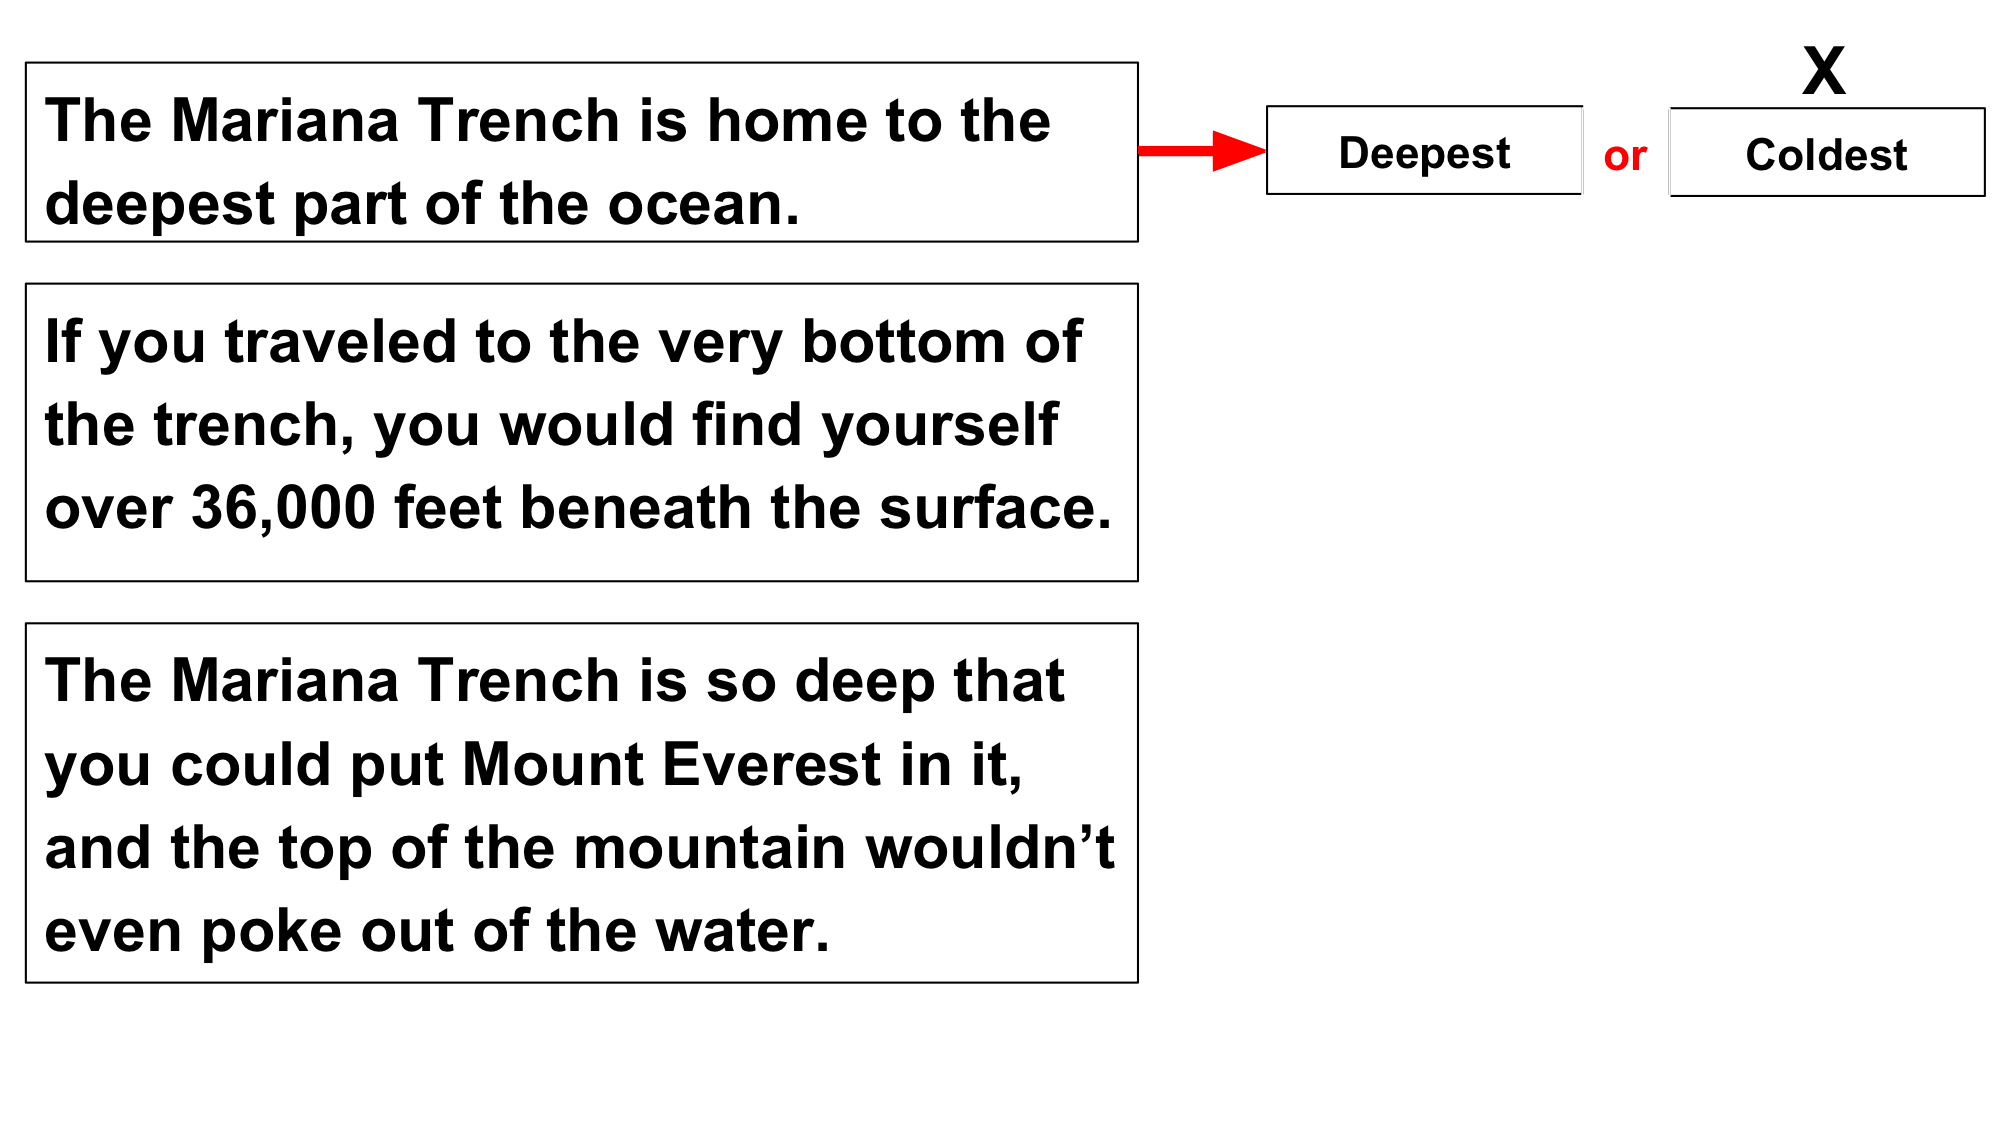 The Mariana Trench is home to the
deepest part of the ocean.
X
Deepest or Coldest
If you traveled to the very bottom of
the trench, you would find yourself
over 36,000 feet beneath the surface.
The Mariana Trench is so deep that
you could put Mount Everest in it,
and the top of the mountain wouldn’t
even poke out of the water.